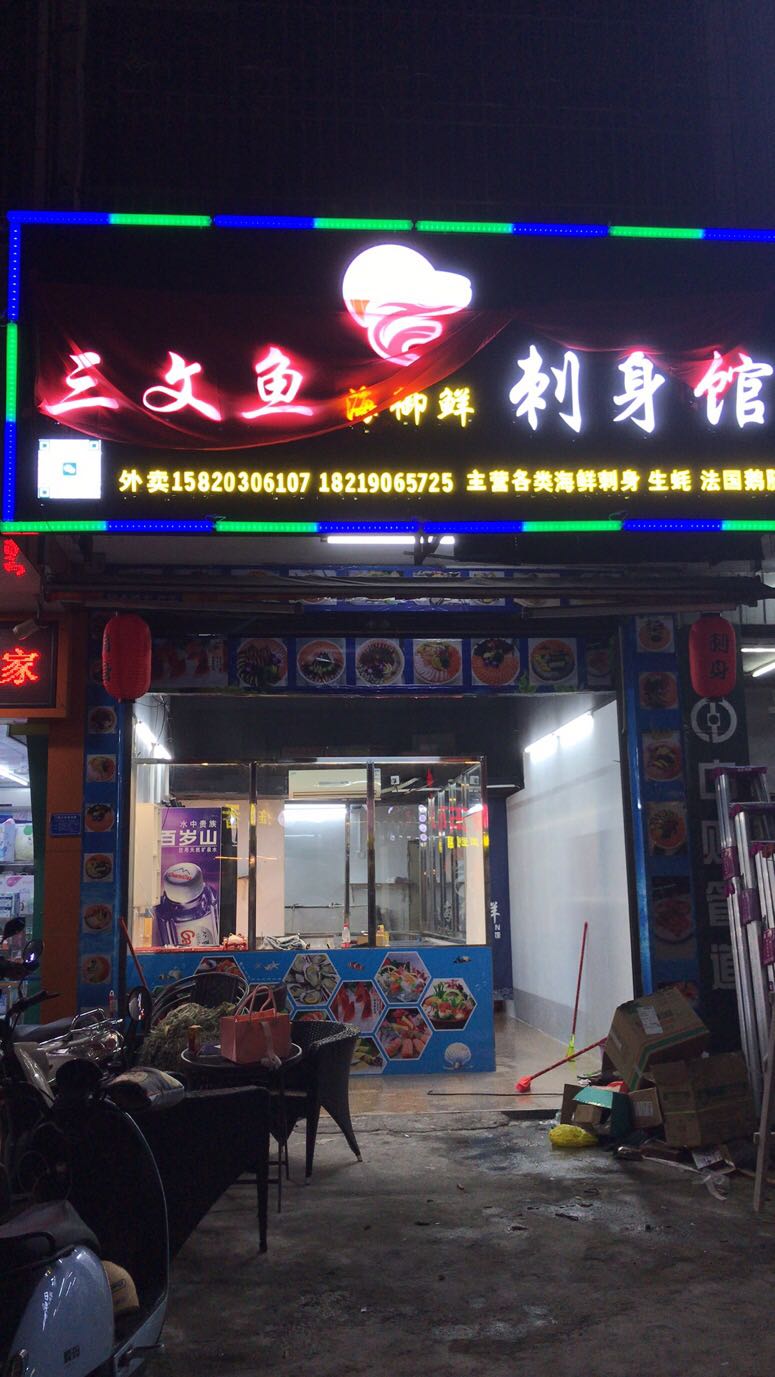 三文鱼 海御鲜 刺身馆
外卖15820306107 18219065725 主营各类海鲜刺身 生蚝 法国鹅
家
刺身
水中贵族
百岁山